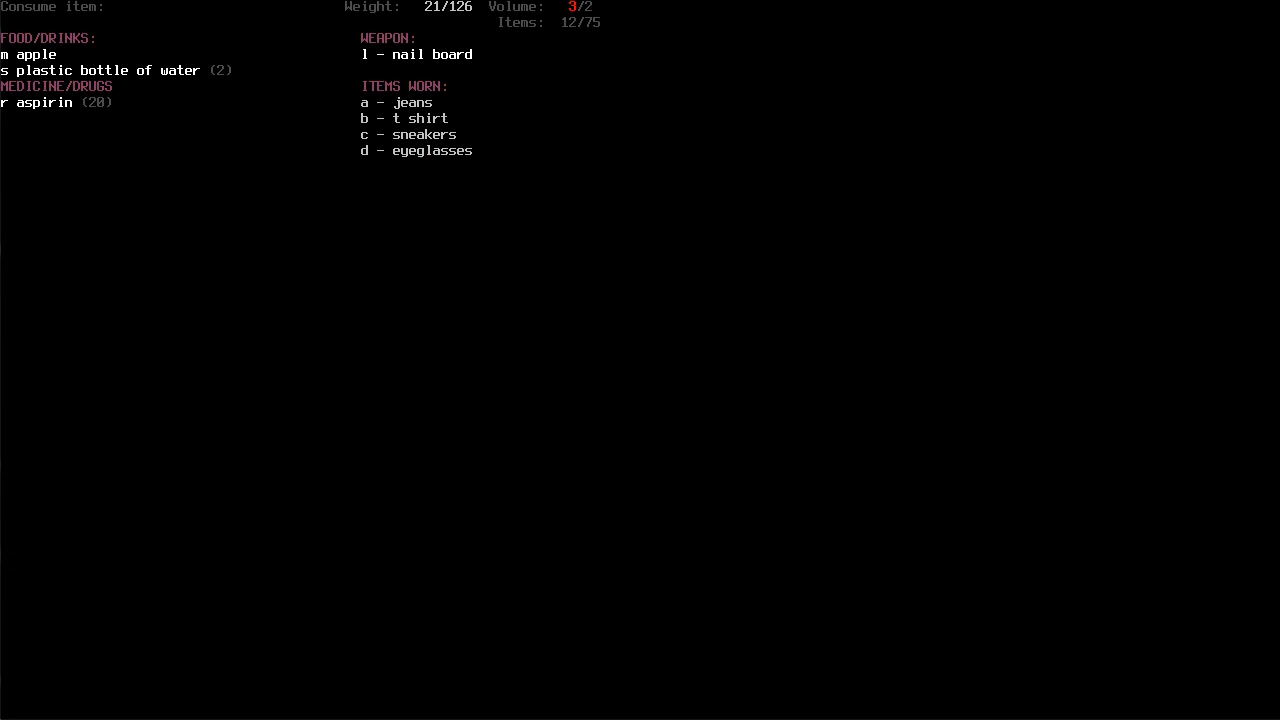 Consume item: Weight: 21/126 Volume: 3/2
Items: 12/75
FOOD/DRINKS: WEAPON:
m apple l - nail board
s plastic bottle of water (2)
MEDICINE/DRUGS ITEMS WORN:
r aspirin (20) a - jeans
b - t shirt
c - sneakers
d - eyeglasses